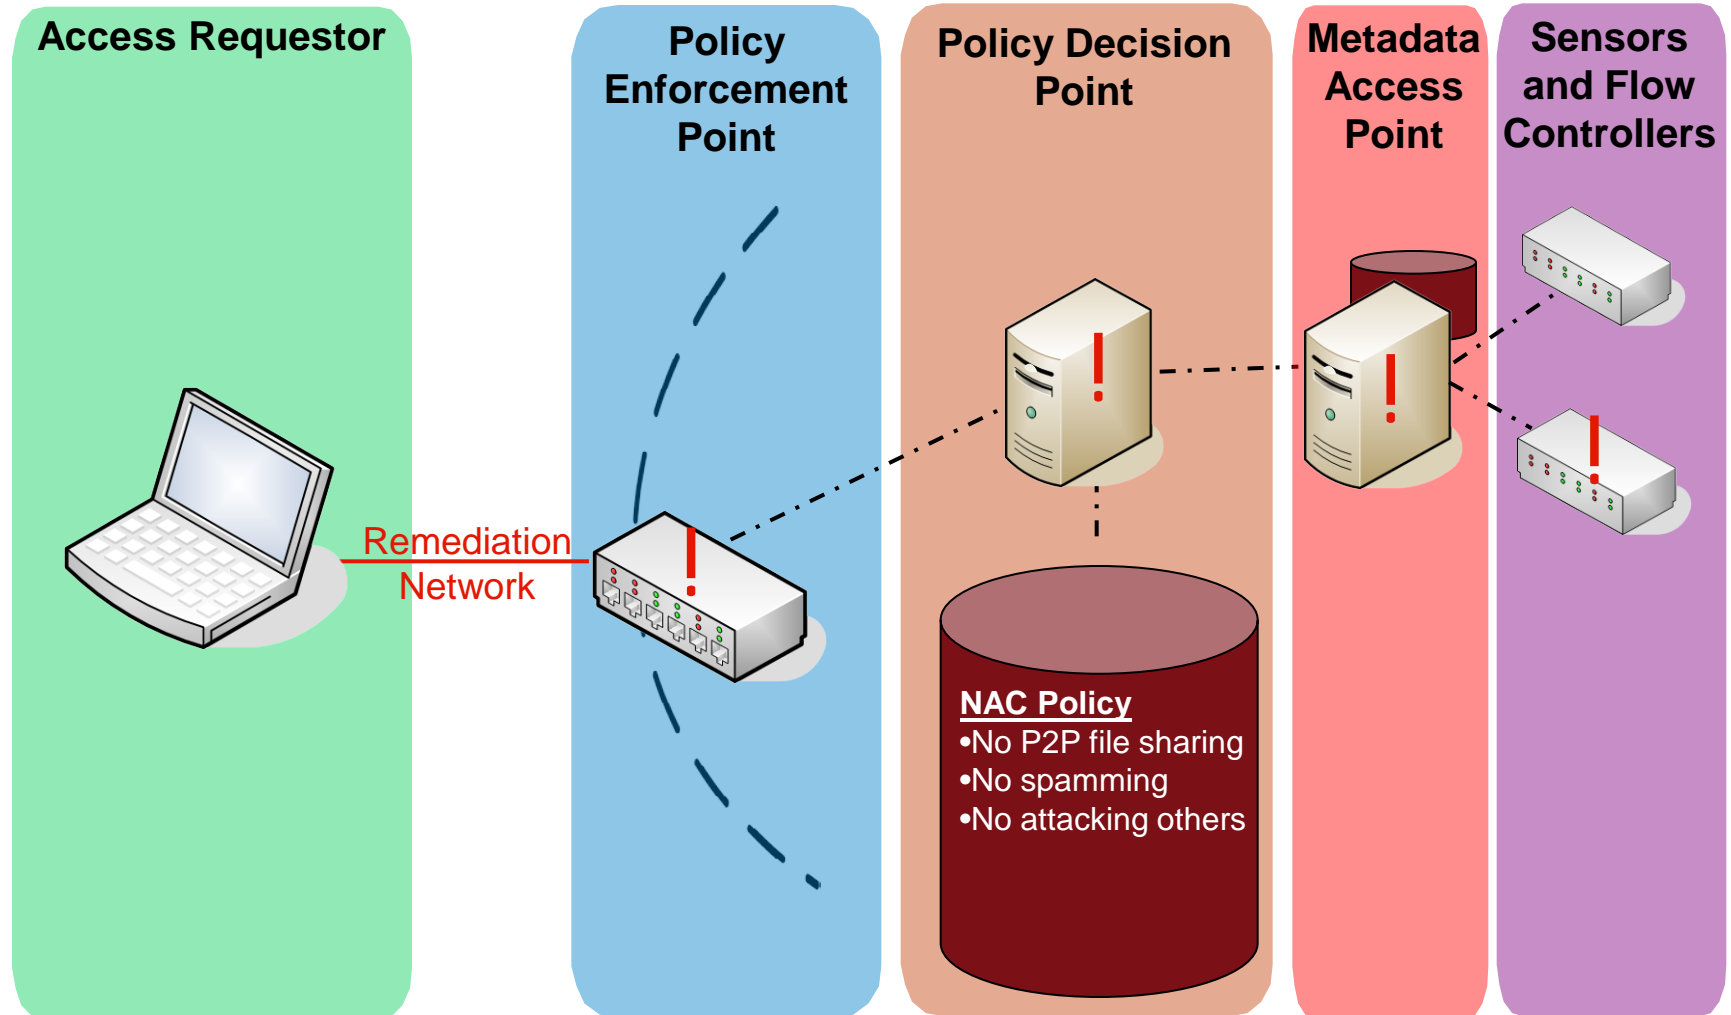 Access Requestor
Policy
Enforcement
Point
Policy Decision
Point
Metadata
Access
Point
Sensors
and Flow
Controllers
!
!
!
!
Remediation
Network
NAC Policy
•No P2P file sharing
•No spamming
•No attacking others